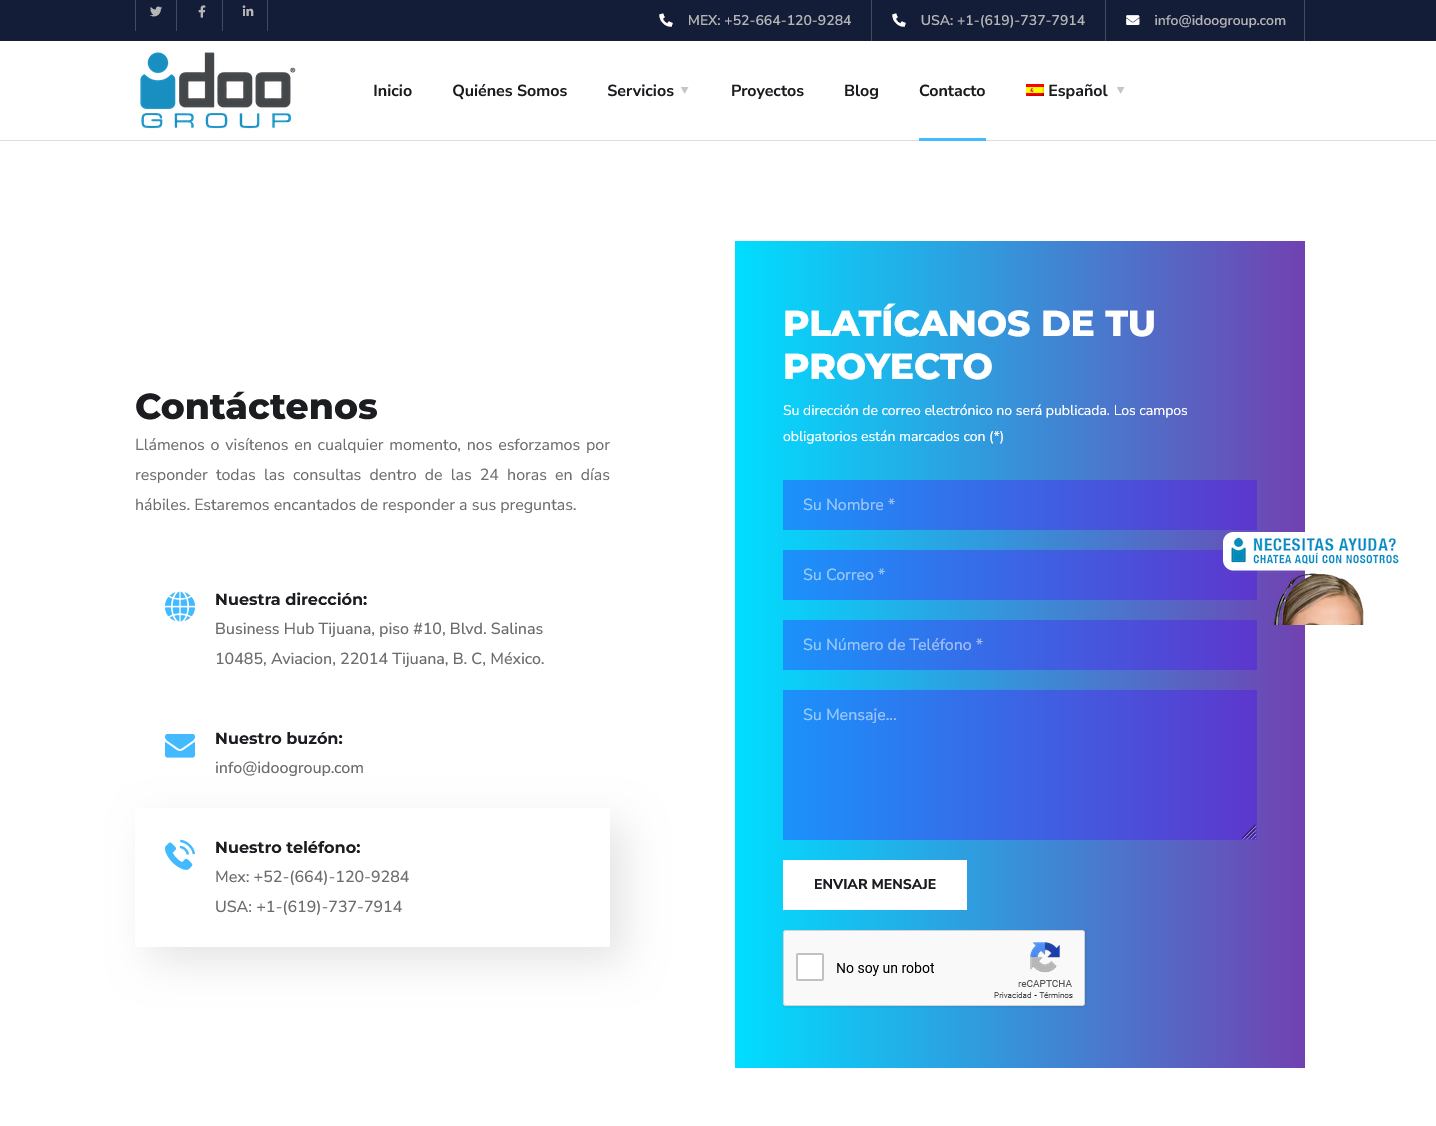 MEX: +52-664-120-9284
USA: +1-(619)-737-7914
info@idoogroup.com
idoo®
GROUP
Inicio
Quiénes Somos
Servicios
Proyectos
Blog
Contacto
Español
Contáctenos
Llámenos o visítenos en cualquier momento, nos esforzamos por
responder todas las consultas dentro de las 24 horas en días
hábiles. Estaremos encantados de responder a sus preguntas.
Nuestra dirección:
Business Hub Tijuana, piso #10, Blvd. Salinas
10485, Aviacion, 22014 Tijuana, B. C, México.
Nuestro buzón:
info@idoogroup.com
Nuestro teléfono:
Mex: +52-(664)-120-9284
USA: +1-(619)-737-7914
PLATÍCANOS DE TU
PROYECTO
Su dirección de correo electrónico no será publicada. Los campos
obligatorios están marcados con (*)
Su Nombre *
Su Correo *
Su Número de Teléfono *
Su Mensaje...
ENVIAR MENSAJE
No soy un robot
reCAPTCHA
Privacidad - Términos
NECESITAS AYUDA?
CHATEA AQUÍ CON NOSOTROS